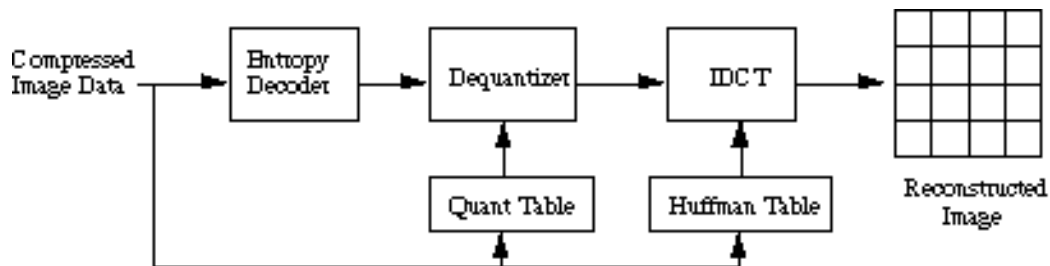 Compressed
Image Data
Entropy
Decoder
Dequantizer
IDCT
Quant Table
Huffman Table
Reconstructed
Image